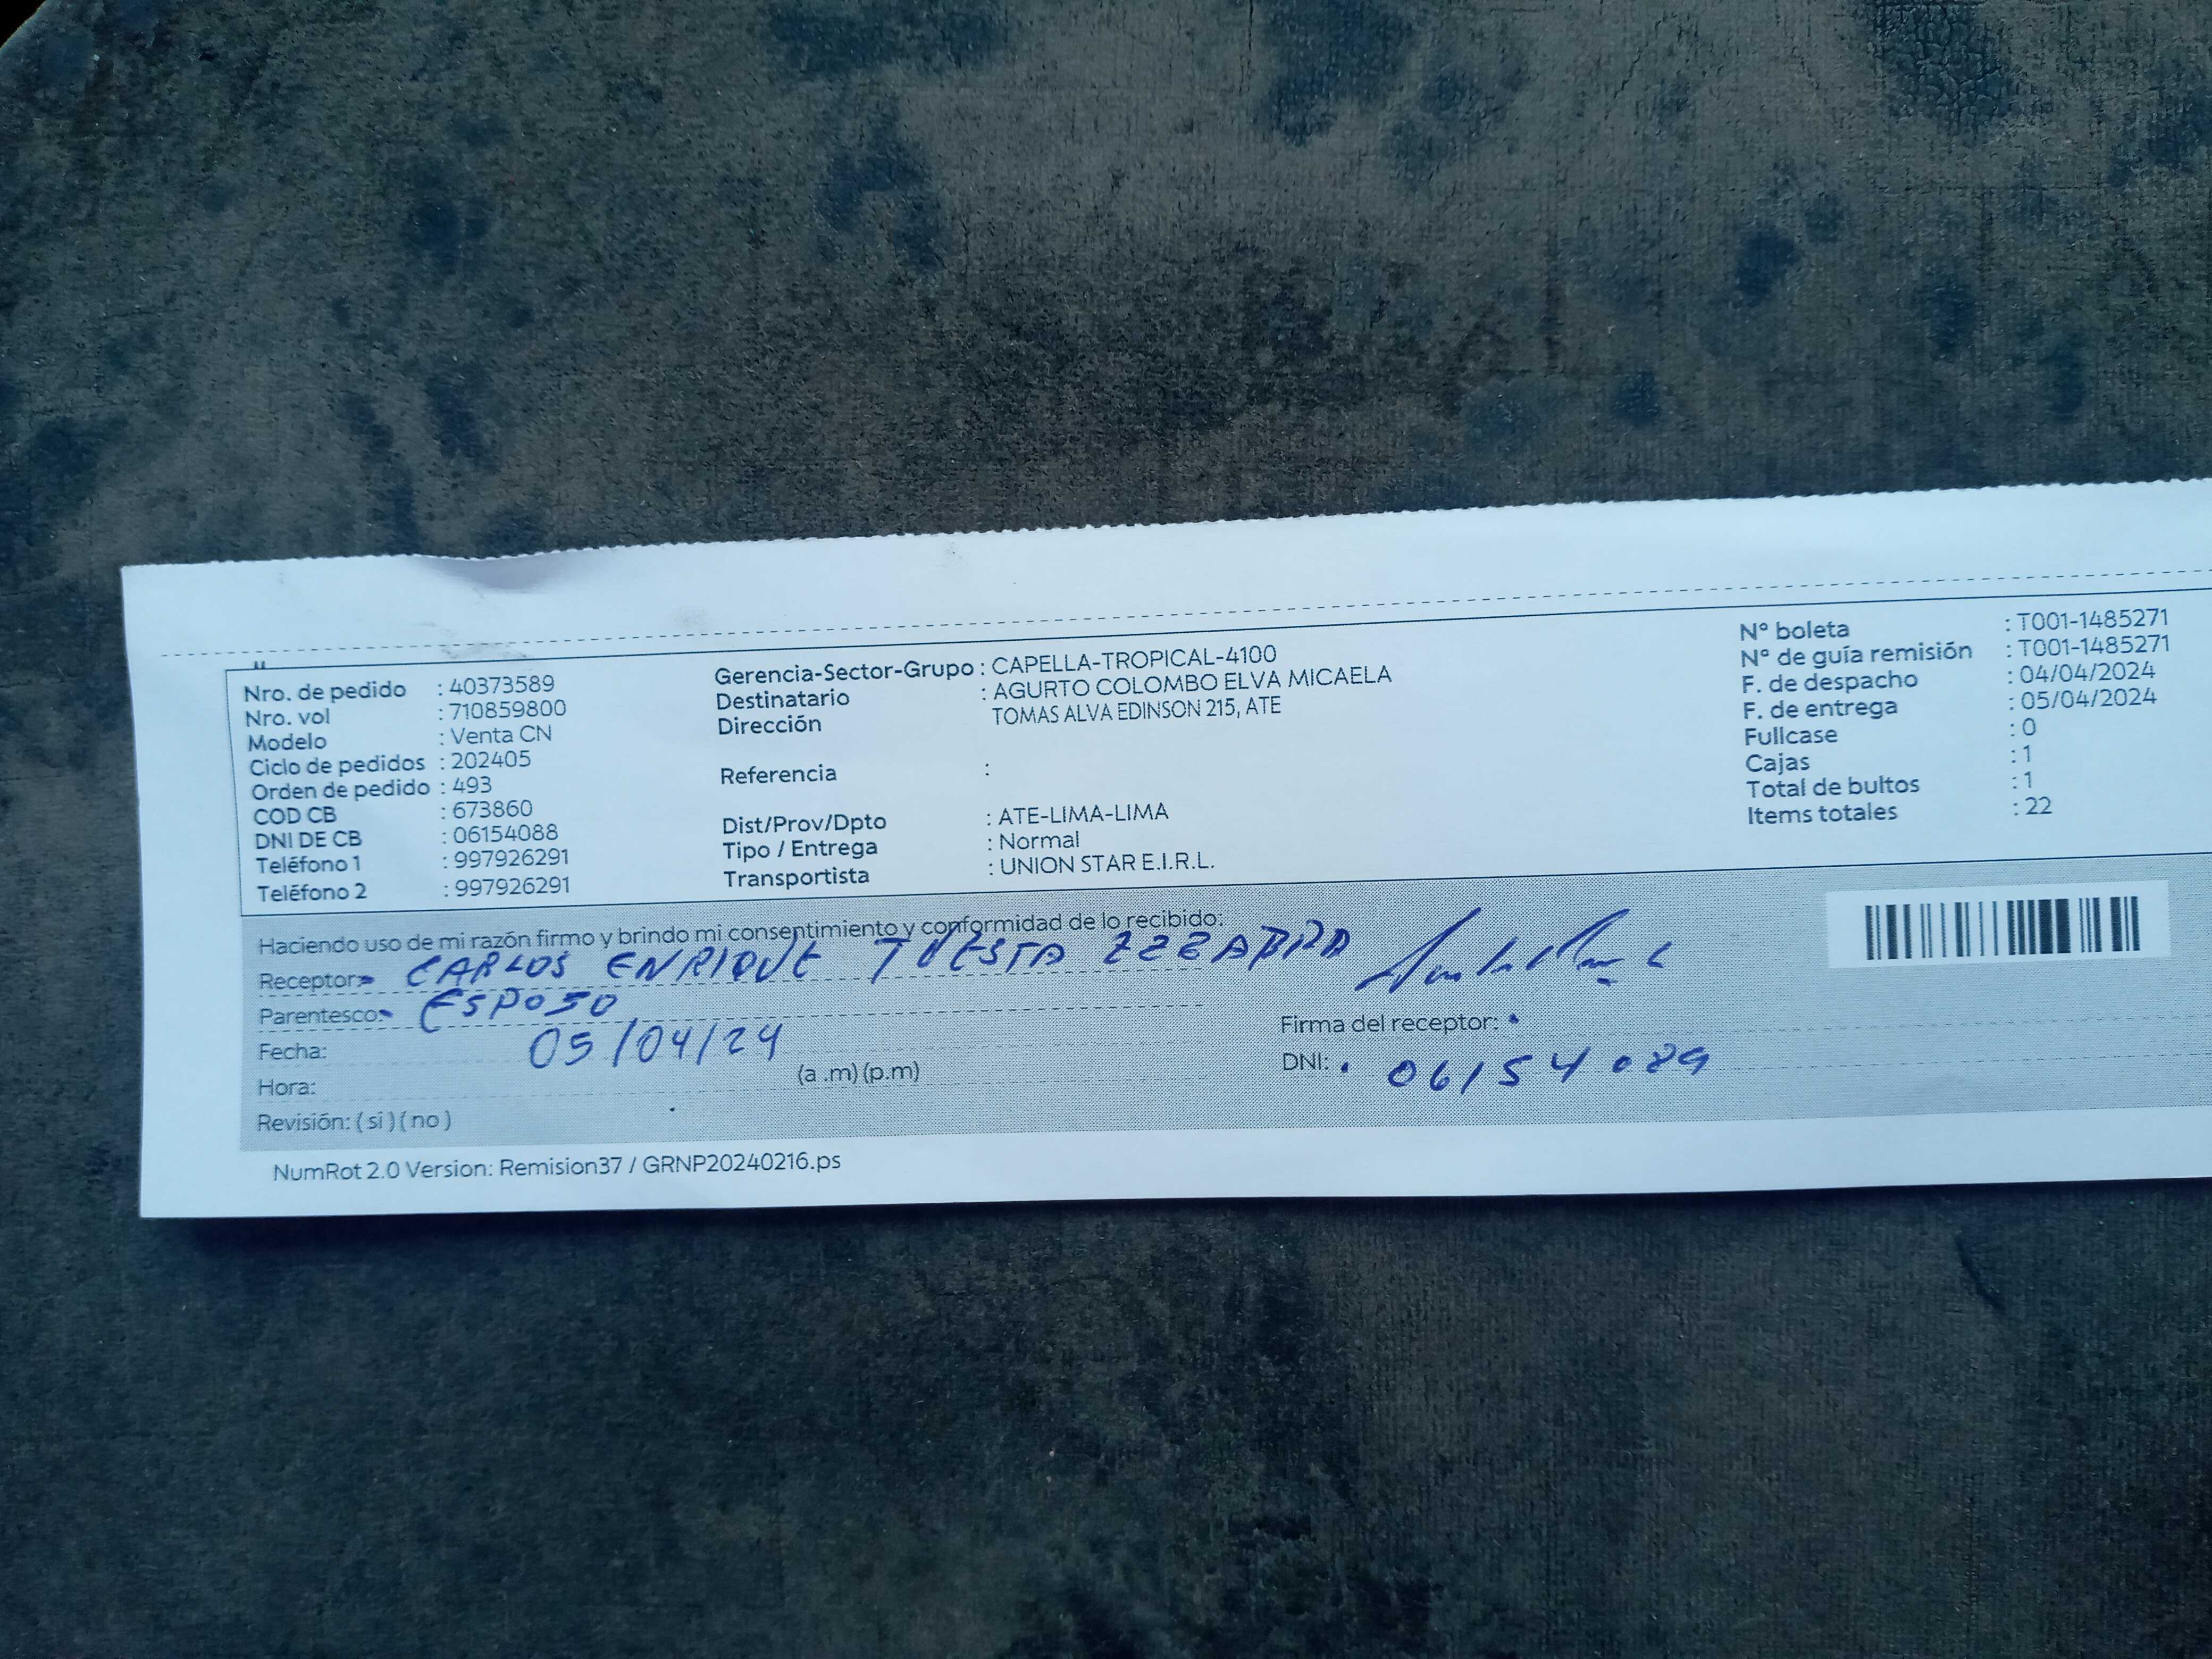 Nro. de pedido : 40373589
Nro. vol : 710859800
Modelo : Venta CN
Ciclo de pedidos : 202405
Orden de pedido : 493
COD CB : 673860
DNI DE CB : 06154088
Teléfono 1 : 997926291
Teléfono 2 : 997926291
Gerencia-Sector-Grupo : CAPELLA-TROPICAL-4100
Destinatario : AGURTO COLOMBO ELVA MICAELA
Dirección TOMAS ALVA EDINSON 215, ATE
Referencia :
Dist/Prov/Dpto : ATE-LIMA-LIMA
Tipo / Entrega : Normal
Transportista : UNION STAR E.I.R.L.
N° boleta : T001-1485271
N° de guía remisión : T001-1485271
F. de despacho : 04/04/2024
F. de entrega : 05/04/2024
Fullcase : 0
Cajas : 1
Total de bultos : 1
Items totales : 22
Haciendo uso de mi razón firmo y brindo mi consentimiento y conformidad de lo recibido:
Receptor: CARLOS ENRIQUE TUESTA
Parentesco: ESPOSO
Fecha: 05/04/24
Hora: (a .m) (p.m)
Revisión: ( si ) ( no )
Firma del receptor:
DNI: 06154089
NumRot 2.0 Version: Remision37 / GRNP20240216.ps